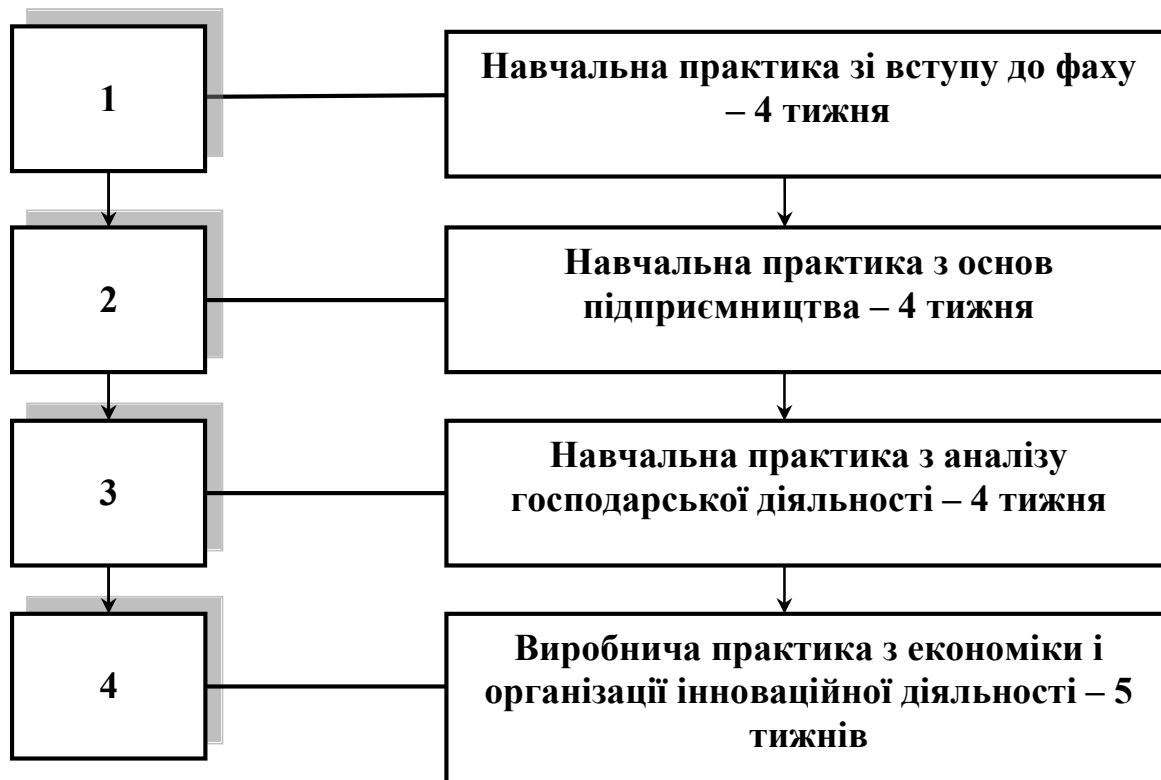 1
Навчальна практика зі вступу до фаху
– 4 тижня
2
Навчальна практика з основ
підприємництва – 4 тижня
3
Навчальна практика з аналізу
господарської діяльності – 4 тижня
4
Виробнича практика з економіки і
організації інноваційної діяльності – 5
тижнів